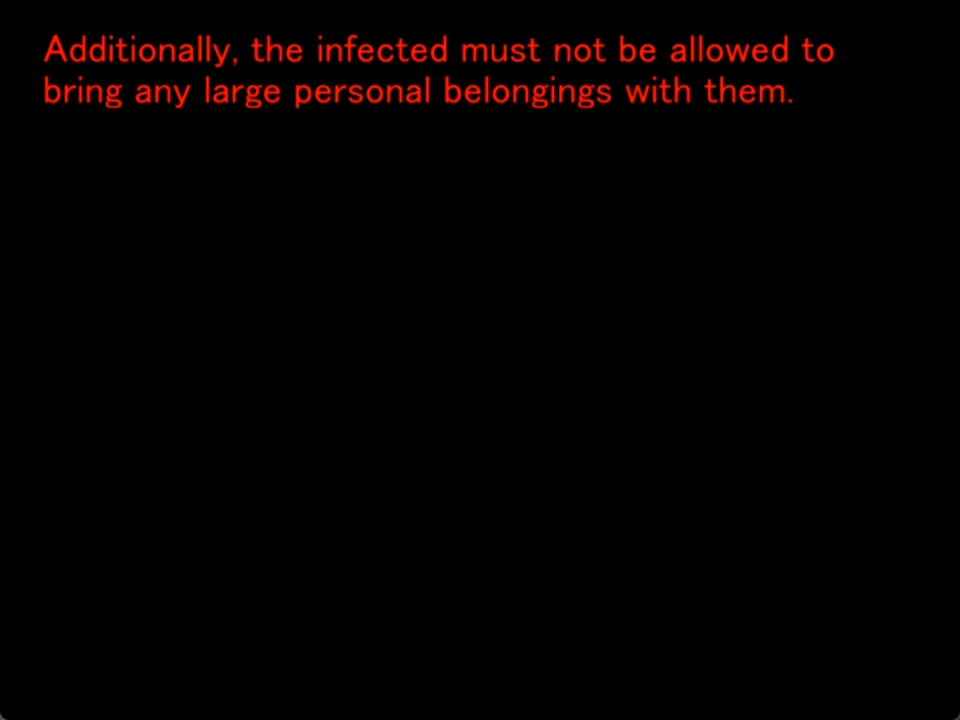 Additionally, the infected must not be allowed to
bring any large personal belongings with them.